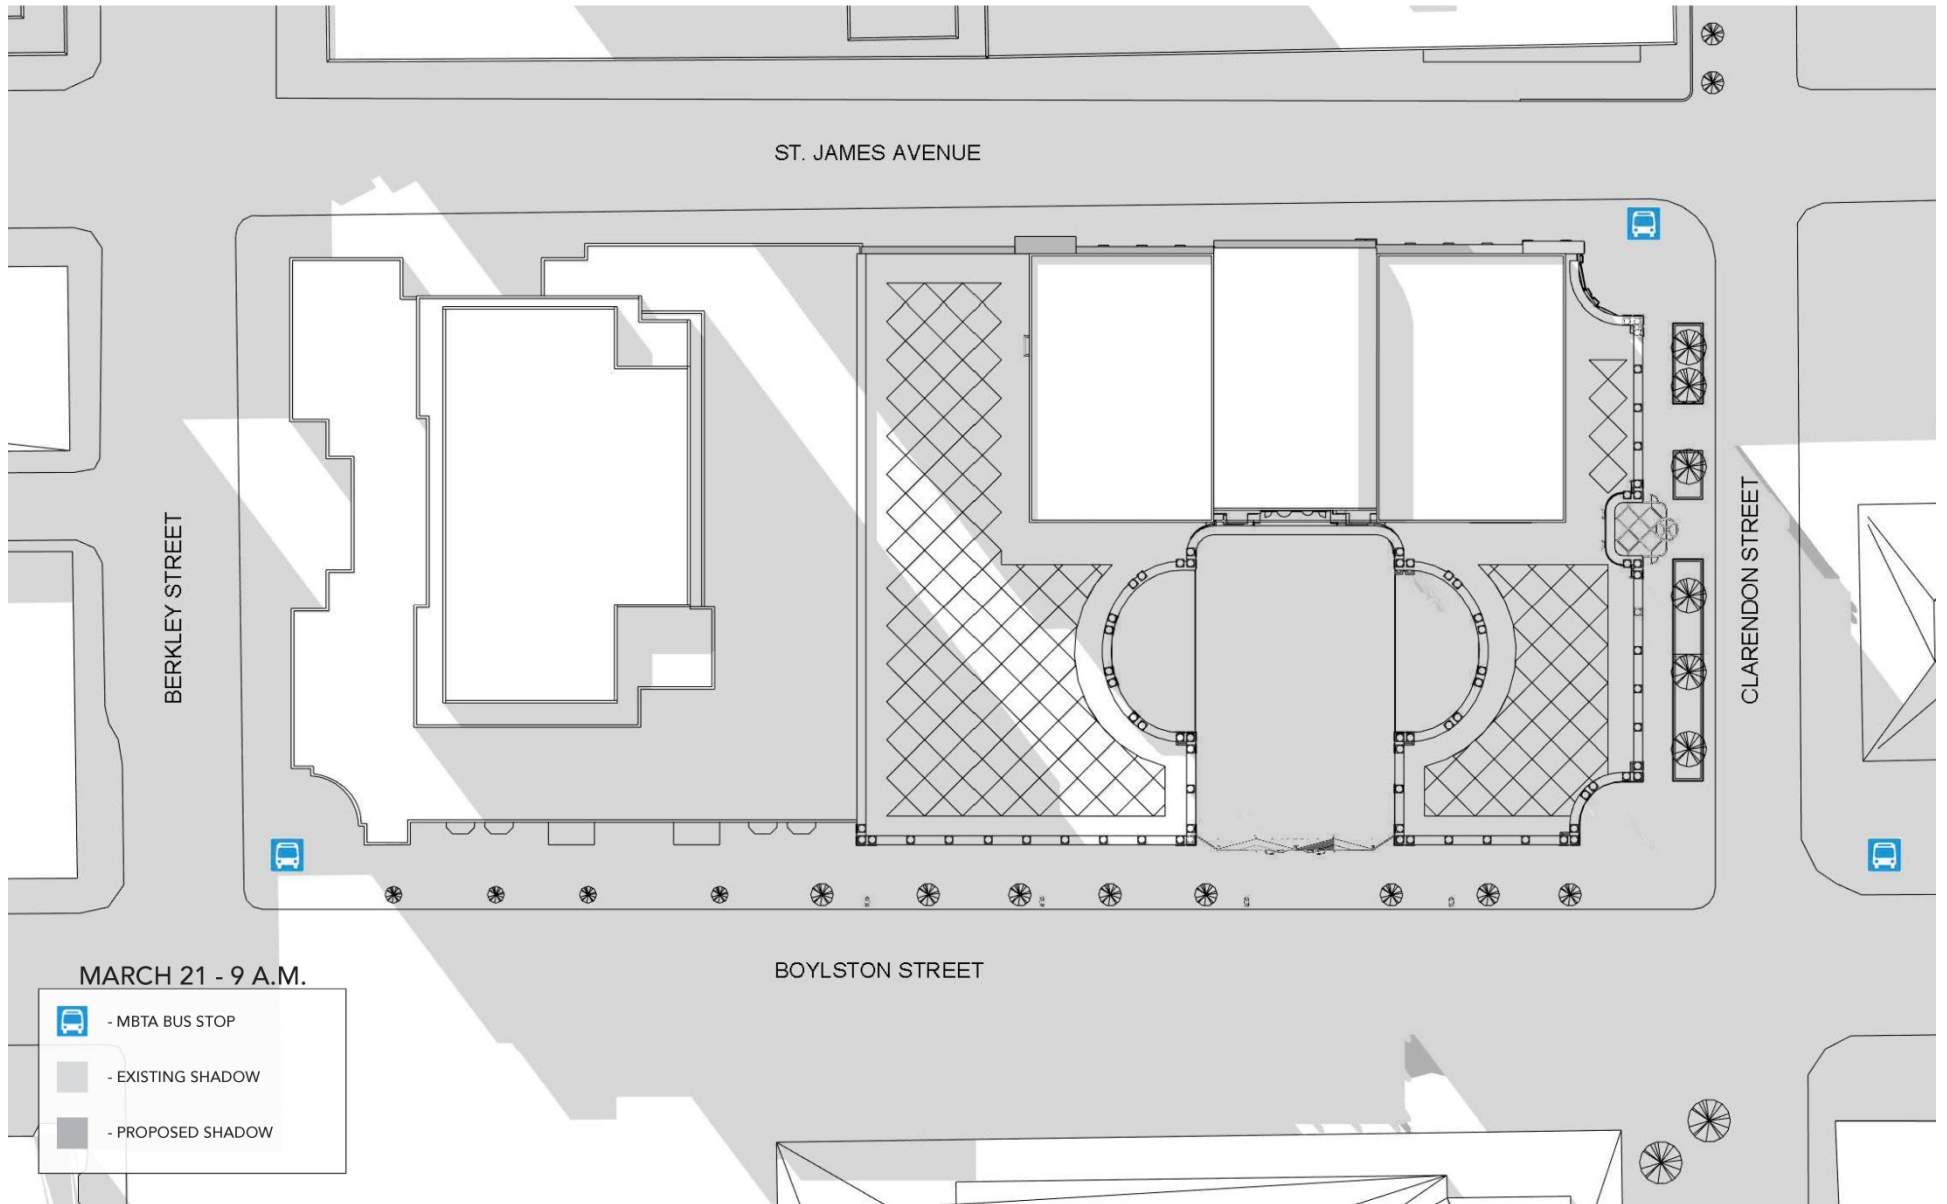 ST. JAMES AVENUE
BERKLEY STREET
CLARENDON STREET
BOYLSTON STREET
MARCH 21 - 9 A.M.
- MBTA BUS STOP
- EXISTING SHADOW
- PROPOSED SHADOW